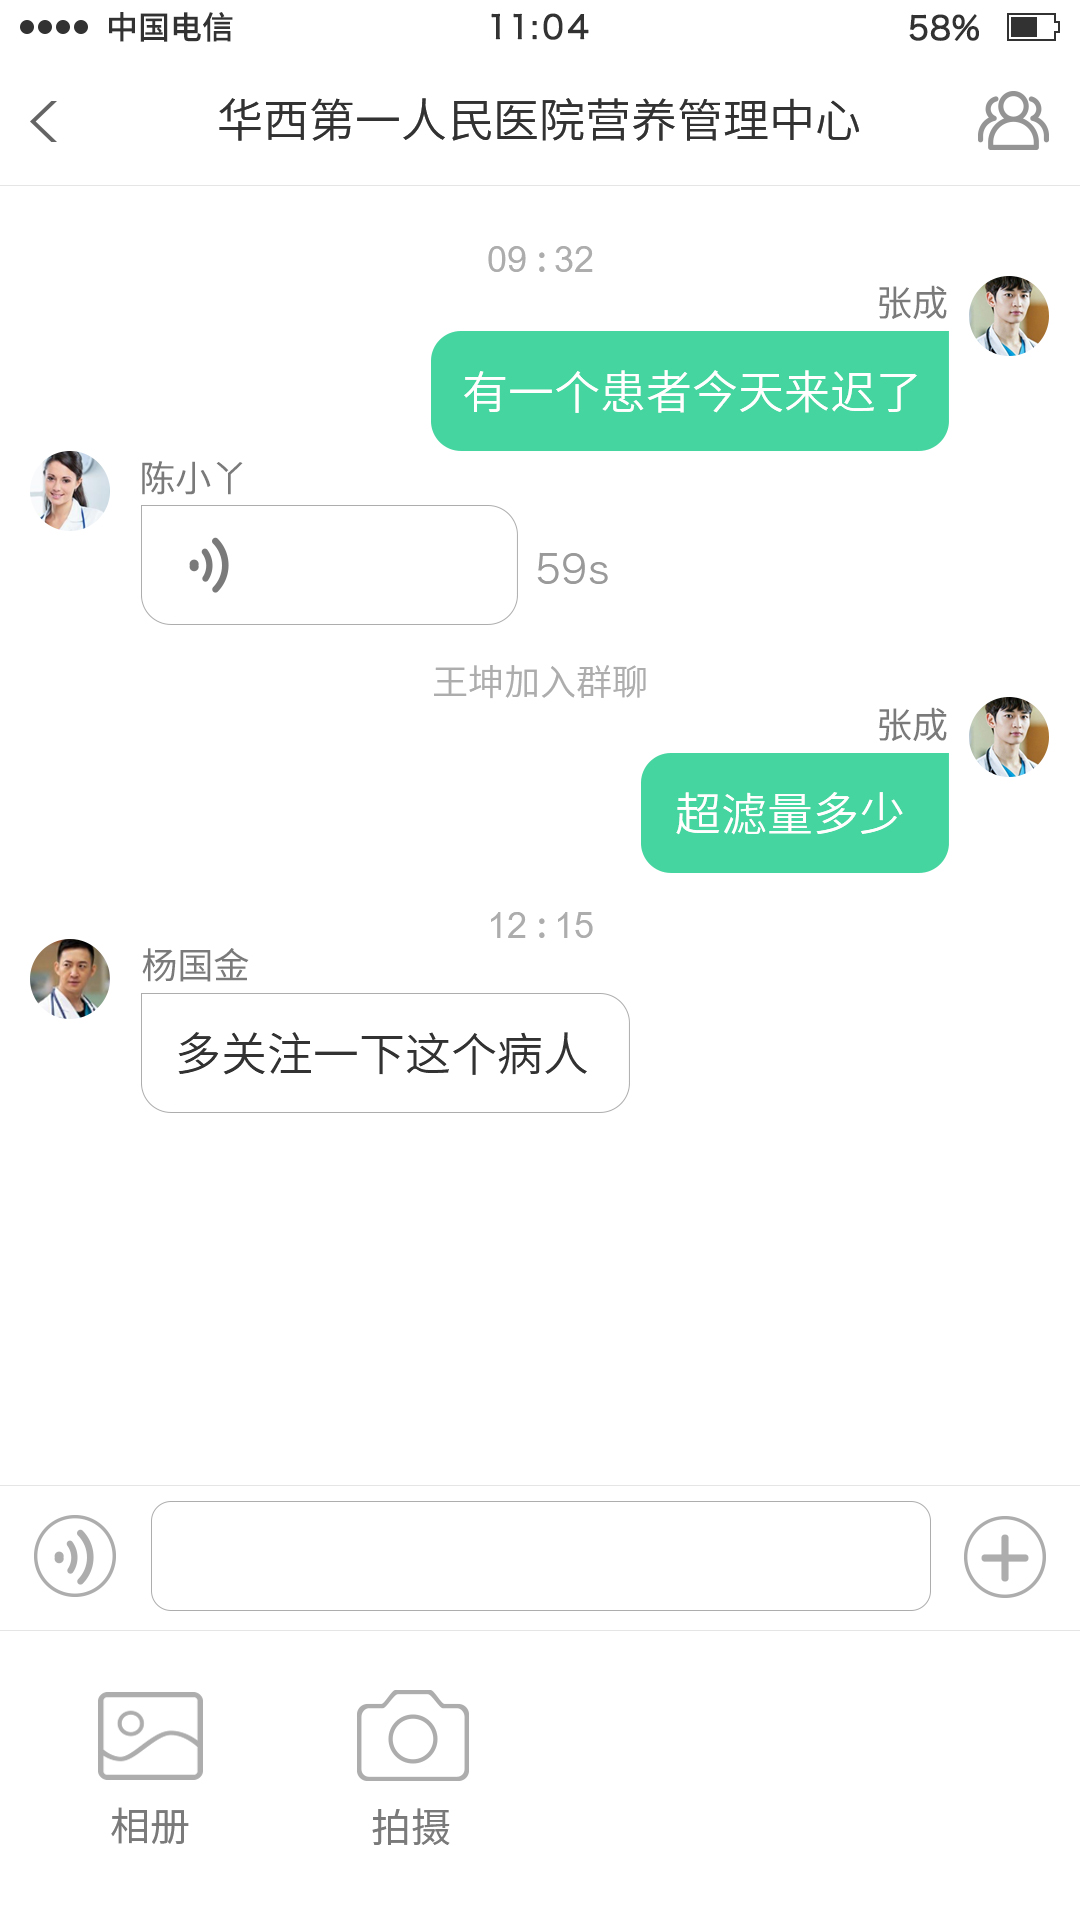 中国电信 11:04 58%
华西第一人民医院营养管理中心
09 : 32
张成
有一个患者今天来迟了
陈小丫
59s
王坤加入群聊
张成
超滤量多少
12 : 15
杨国金
多关注一下这个病人
相册 拍摄